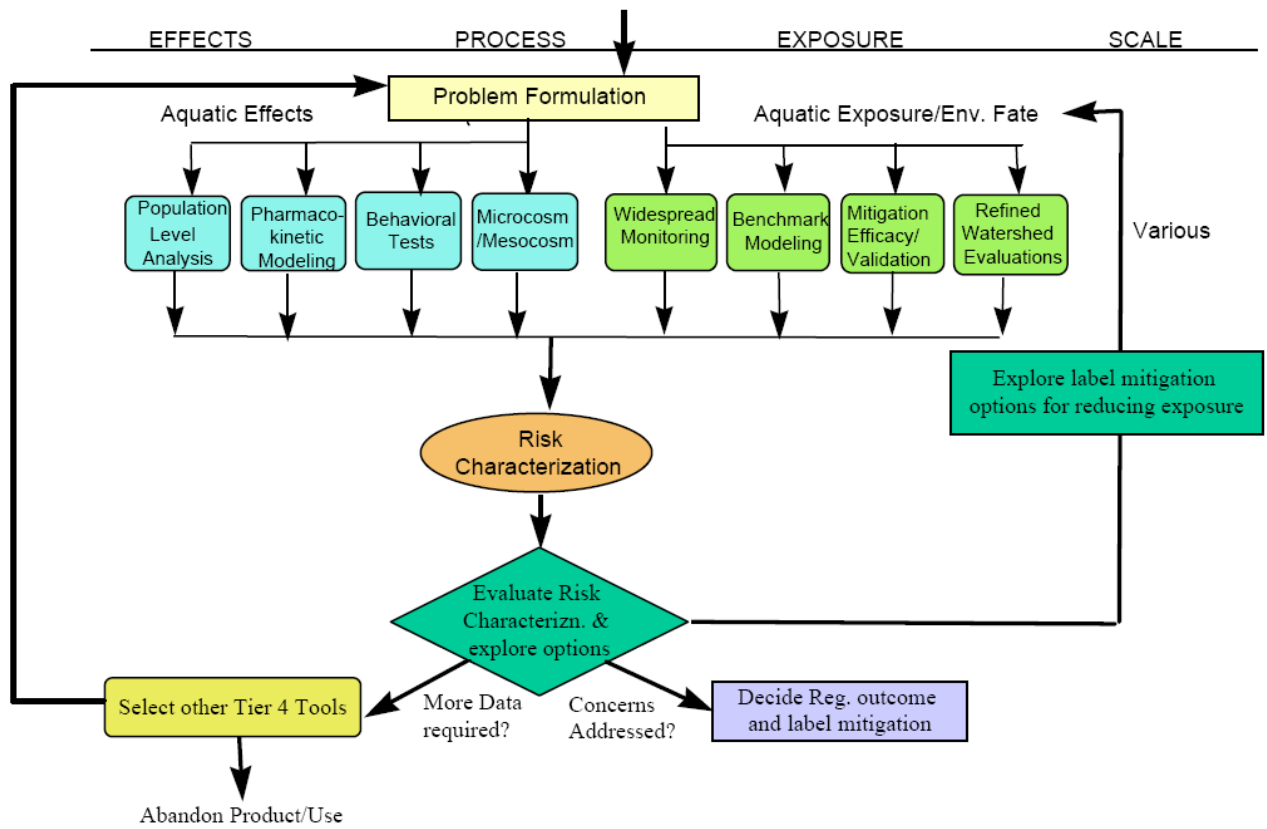 EFFECTS PROCESS EXPOSURE SCALE
Problem Formulation
Aquatic Effects
Aquatic Exposure/Env. Fate
Population
Level
Analysis
Pharmaco-
kinetic
Modeling
Behavioral
Tests
Microcosm
/Mesocosm
Widespread
Monitoring
Benchmark
Modeling
Mitigation
Efficacy/
Validation
Refined
Watershed
Evaluations
Various
Explore label mitigation
options for reducing exposure
Risk
Characterization
Evaluate Risk
Characterizn. &
explore options
Select other Tier 4 Tools
More Data
required?
Concerns
Addressed?
Decide Reg. outcome
and label mitigation
Abandon Product/Use